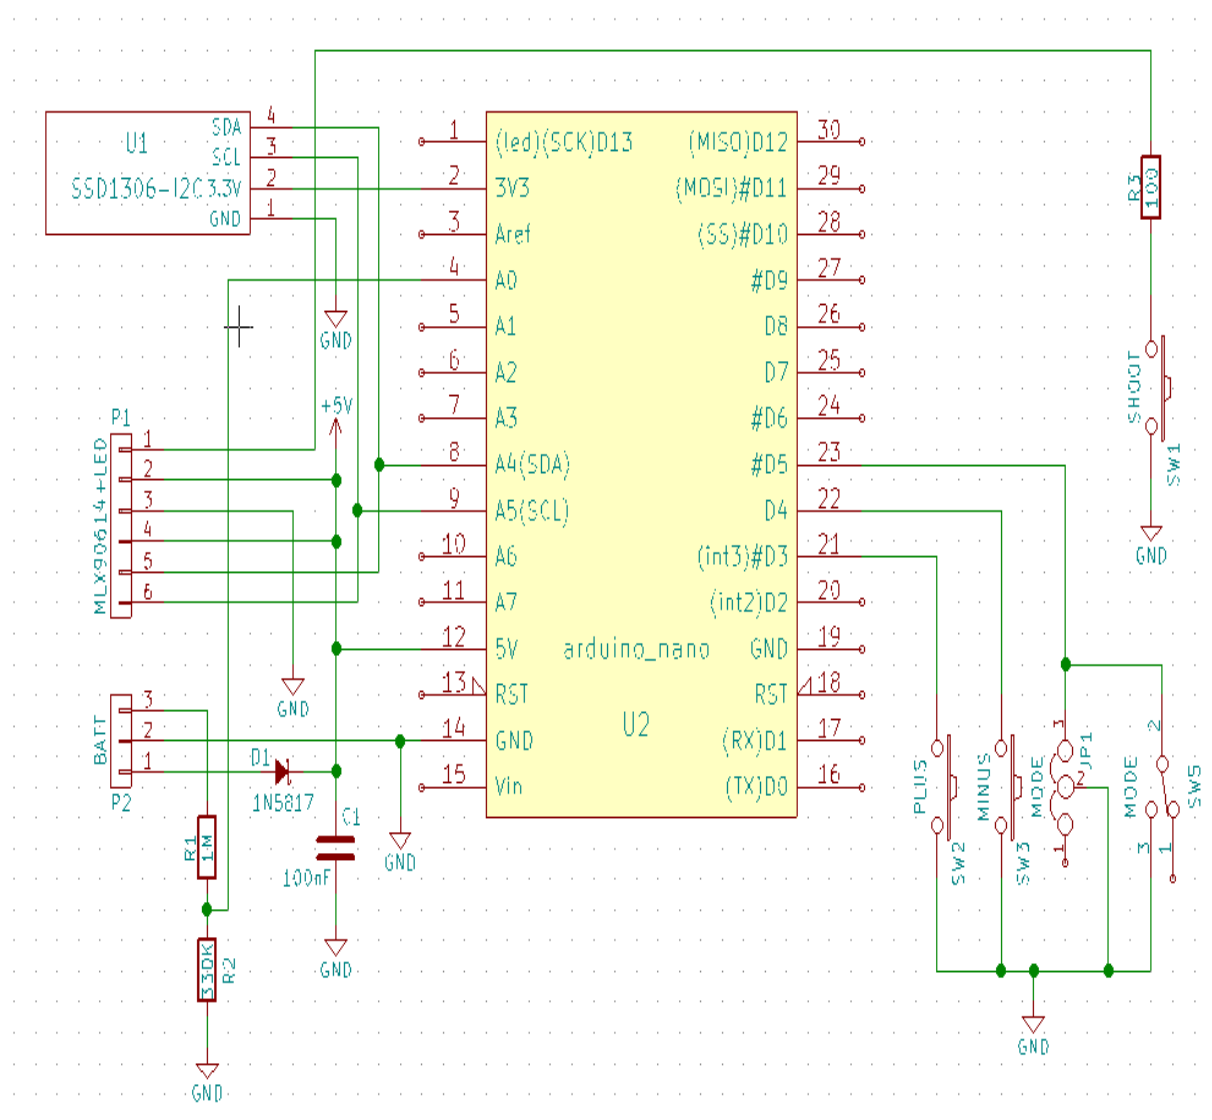 U1
SSD1306-I2C
SDA 4
SCL 3
3.3V 2
GND 1
GND
+5V
P1
MLX90614+LED
1
2
3
4
5
6
GND
BATT
3
2
1
P2
D1
1N5817
C1
100nF
GND
GND
R1
1M
R2
330K
GND
1 (led)(SCK)D13
2 3V3
3 Aref
4 A0
5 A1
6 A2
7 A3
8 A4(SDA)
9 A5(SCL)
10 A6
11 A7
12 5V
13 RST
14 GND
15 Vin
arduino_nano
U2
(MISO)D12 30
(MOSI)#D11 29
(SS)#D10 28
#D9 27
D8 26
D7 25
#D6 24
#D5 23
D4 22
(int3)#D3 21
(int2)D2 20
GND 19
RST 18
(RX)D1 17
(TX)D0 16
R3
100
SHOOT
SW1
GND
PLUS
SW2
MINUS
SW3
MODE
JP1
3
2
1
MODE
SW5
2
3
1
GND